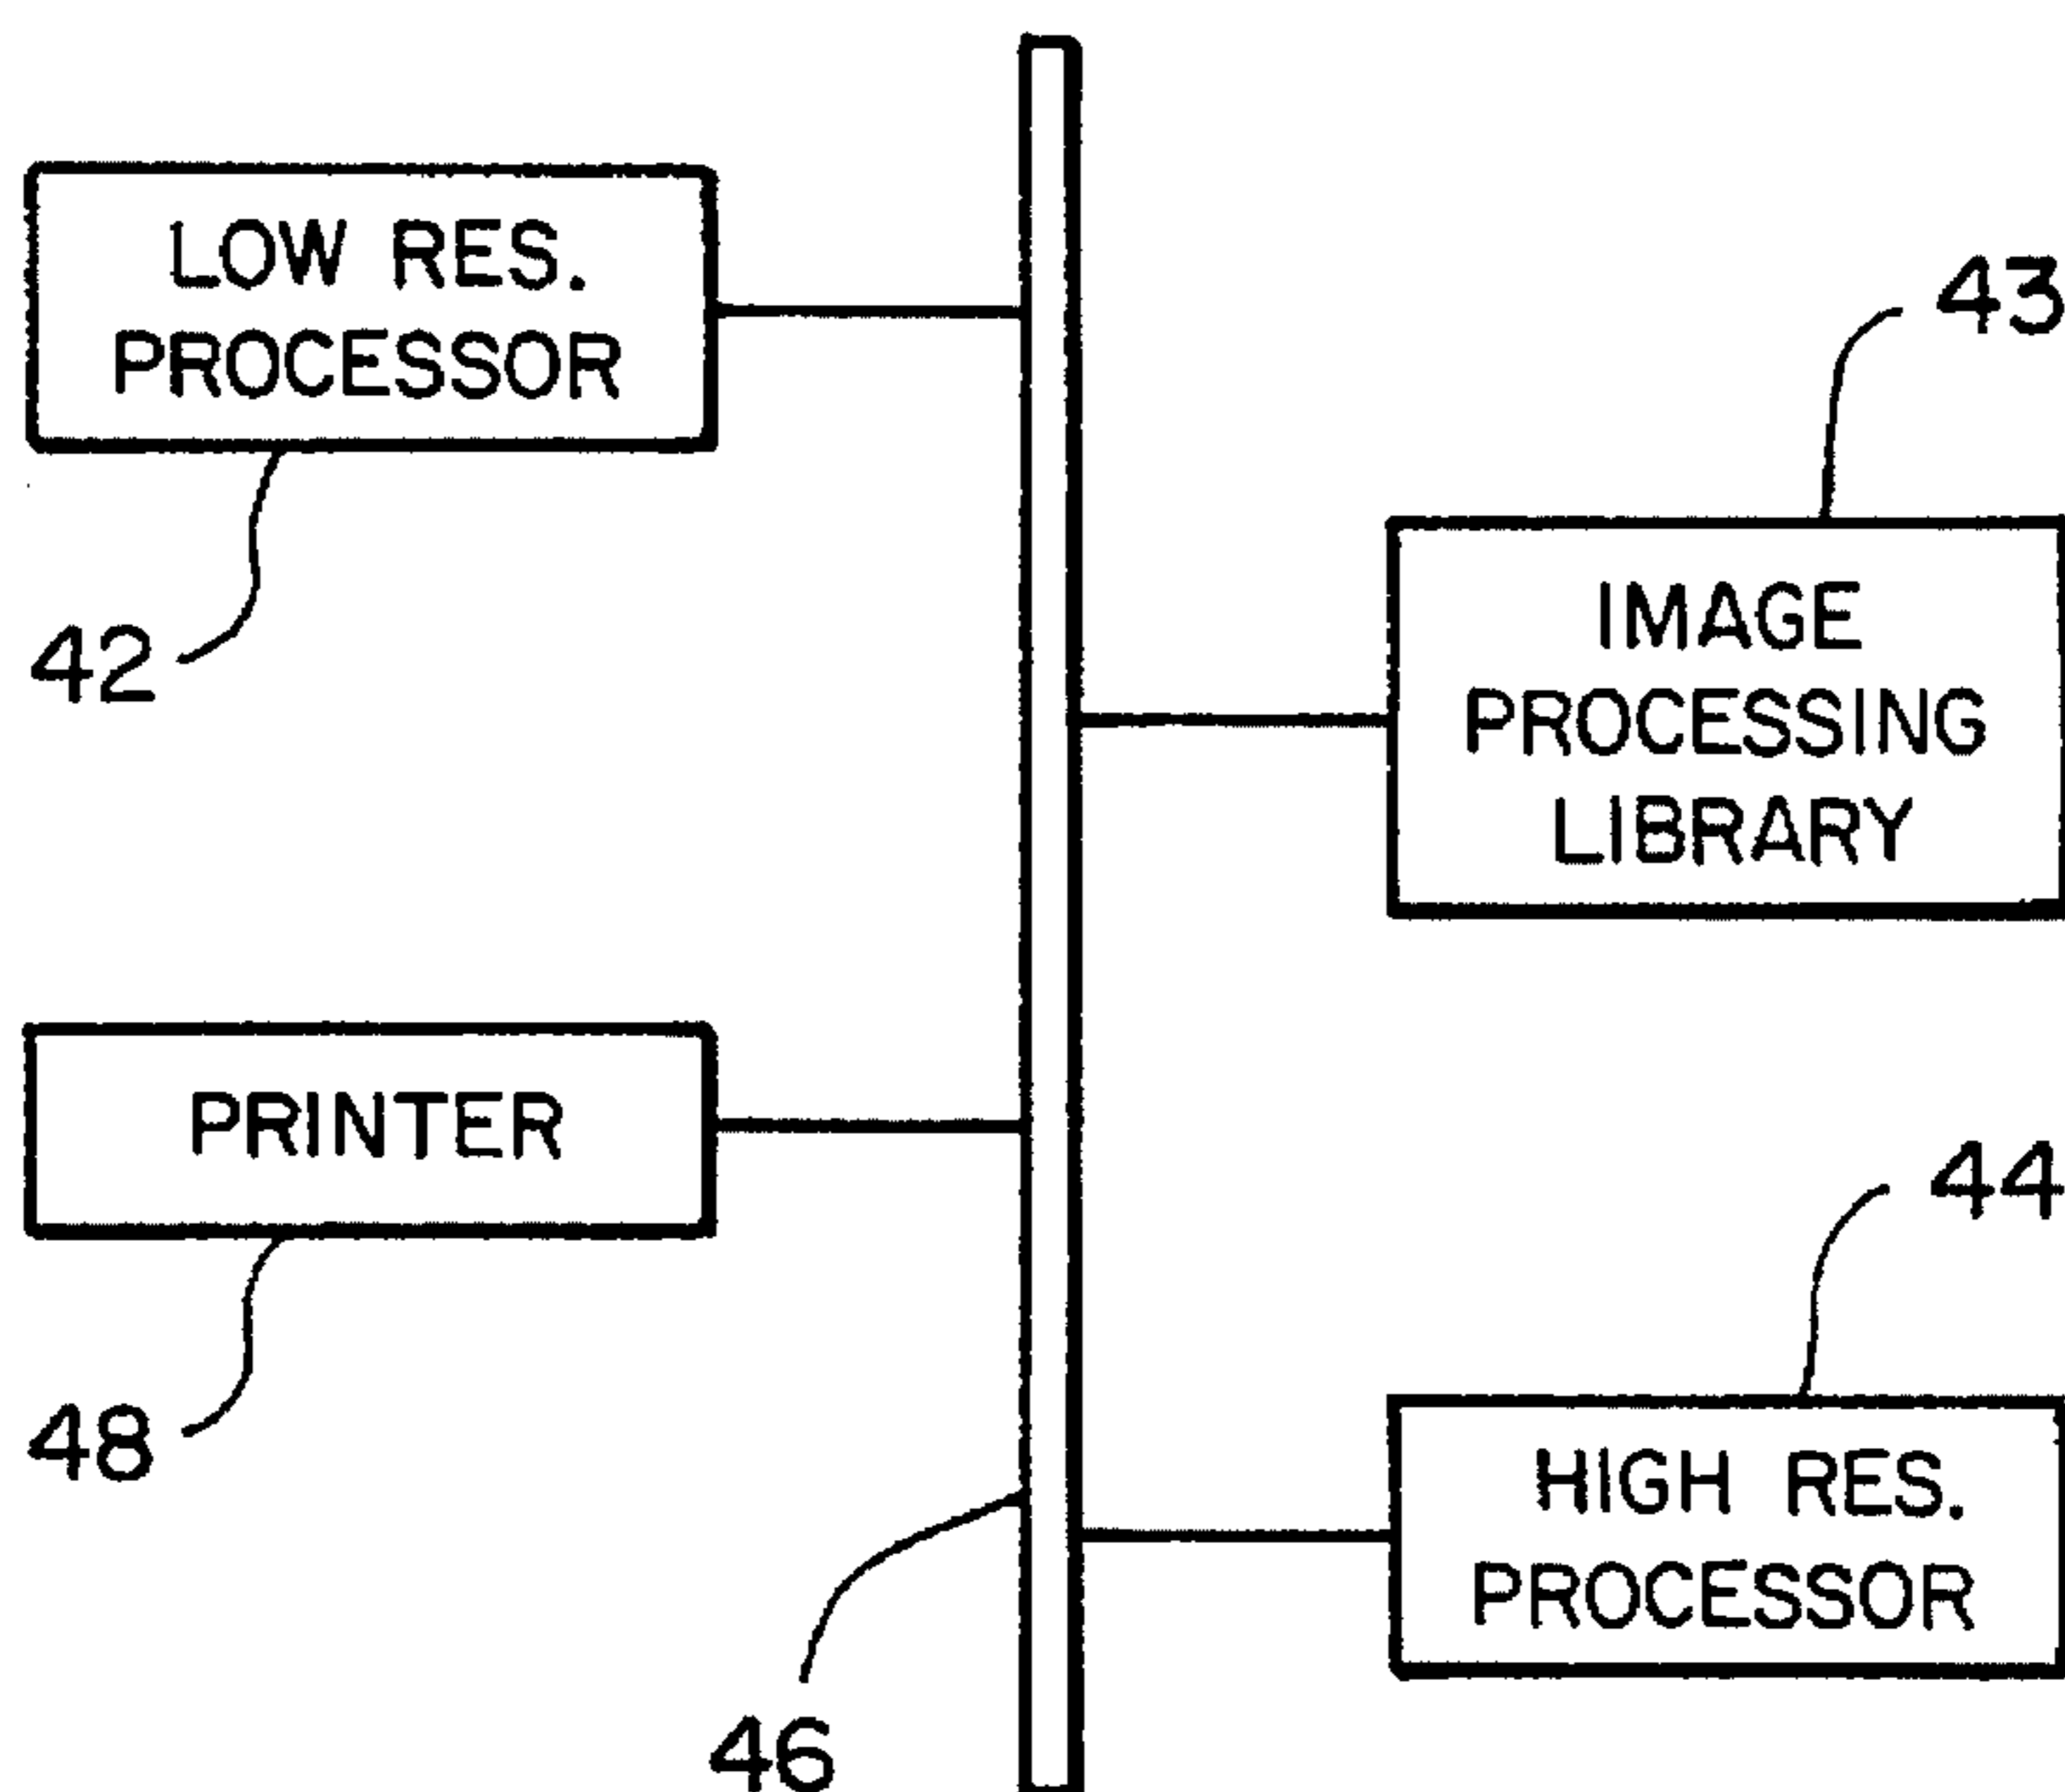 LOW RES.
PROCESSOR
42
43
IMAGE
PROCESSING
LIBRARY
PRINTER
48
44
HIGH RES.
PROCESSOR
46